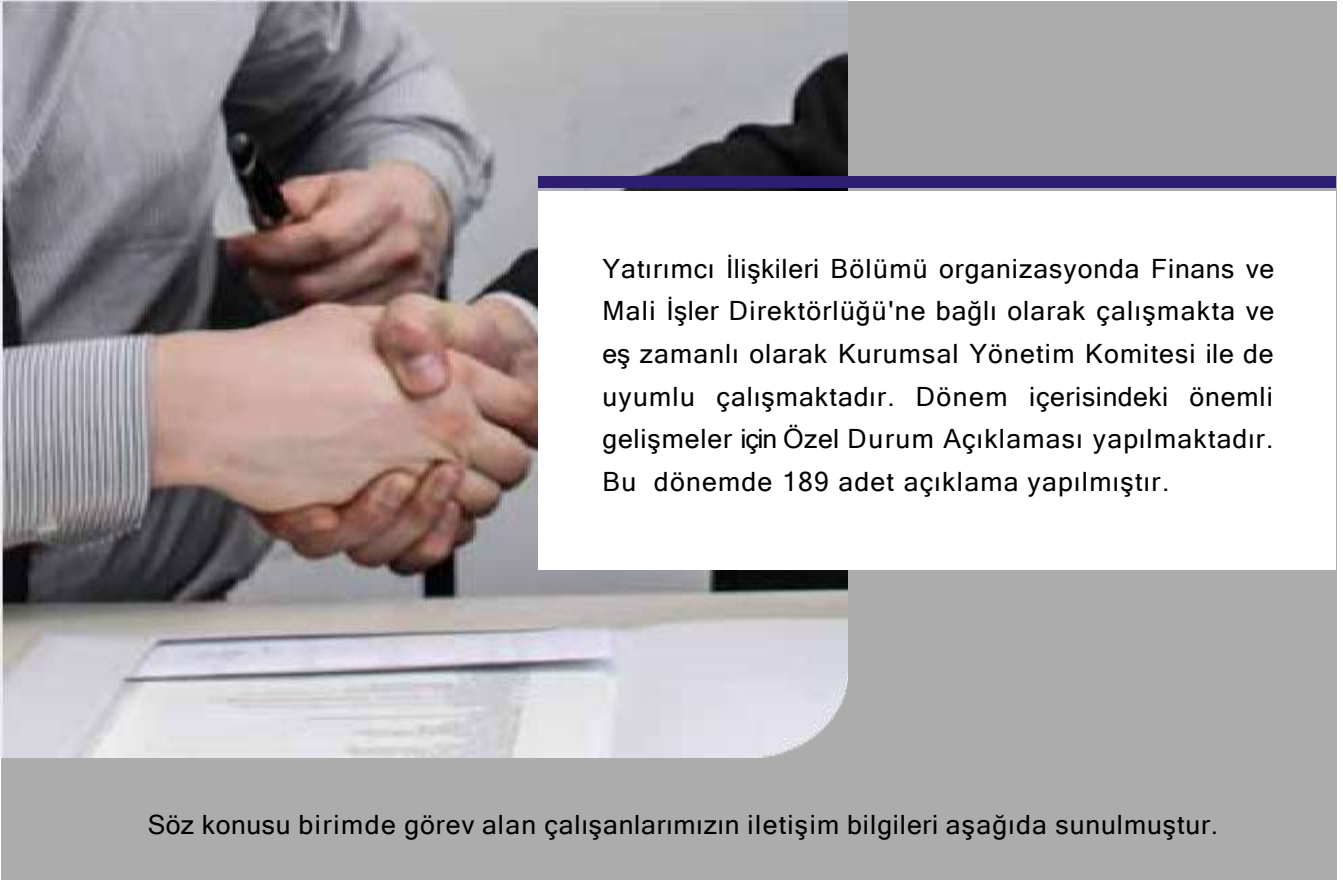 Yatırımcı İlişkileri Bölümü organizasyonda Finans ve
Mali İşler Direktörlüğü'ne bağlı olarak çalışmakta ve
eş zamanlı olarak Kurumsal Yönetim Komitesi ile de
uyumlu çalışmaktadır. Dönem içerisindeki önemli
gelişmeler için Özel Durum Açıklaması yapılmaktadır.
Bu dönemde 189 adet açıklama yapılmıştır.
Söz konusu birimde görev alan çalışanlarımızın iletişim bilgileri aşağıda sunulmuştur.